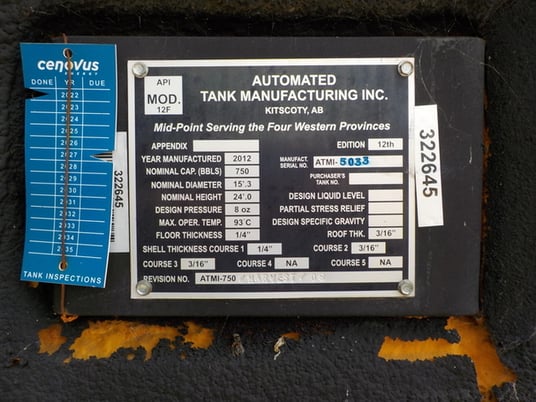 cenovus
ENERGY
DONE YR DUE
2022
2023
2024
2025
2026
2027
2028
2029
2030
2031
2032
2033
2034
2035
TANK INSPECTIONS
322645
API
MOD.
12F
AUTOMATED
TANK MANUFACTURING INC.
KITSCOTY, AB
Mid-Point Serving the Four Western Provinces
APPENDIX
EDITION 12th
YEAR MANUFACTURED 2012
MANUFACT. SERIAL NO. ATMI-5033
NOMINAL CAP. (BBLS) 750
PURCHASER'S TANK NO.
NOMINAL DIAMETER 15'.3
NOMINAL HEIGHT 24'.0
DESIGN LIQUID LEVEL
DESIGN PRESSURE 8 oz
PARTIAL STRESS RELIEF
MAX. OPER. TEMP. 93°C
DESIGN SPECIFIC GRAVITY
FLOOR THICKNESS 1/4"
ROOF THK. 3/16"
SHELL THICKNESS COURSE 1 1/4"
COURSE 2 3/16"
COURSE 3 3/16"
COURSE 4 NA
COURSE 5 NA
REVISION NO. ATMI-750
322645